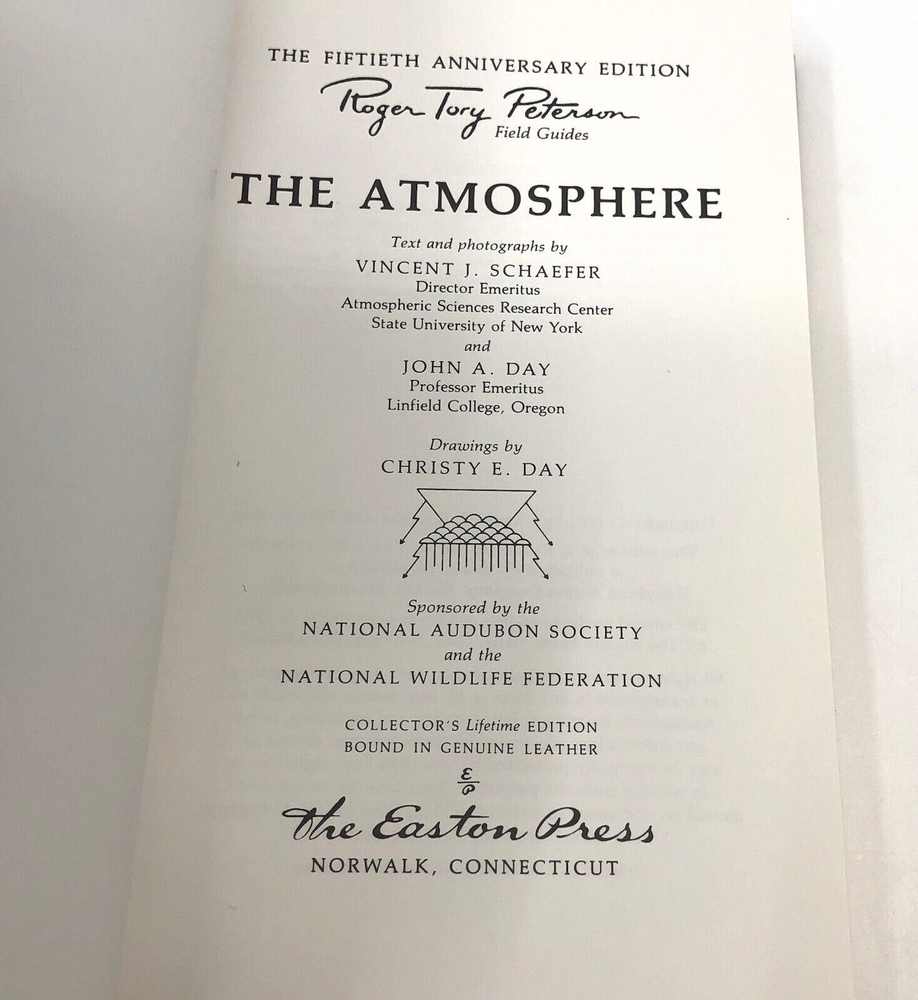 THE FIFTIETH ANNIVERSARY EDITION
Roger Tory Peterson
Field Guides
THE ATMOSPHERE
Text and photographs by
VINCENT J. SCHAEFER
Director Emeritus
Atmospheric Sciences Research Center
State University of New York
and
JOHN A. DAY
Professor Emeritus
Linfield College, Oregon
Drawings by
CHRISTY E. DAY
Sponsored by the
NATIONAL AUDUBON SOCIETY
and the
NATIONAL WILDLIFE FEDERATION
COLLECTOR'S Lifetime EDITION
BOUND IN GENUINE LEATHER
E
P
The Easton Press
NORWALK, CONNECTICUT